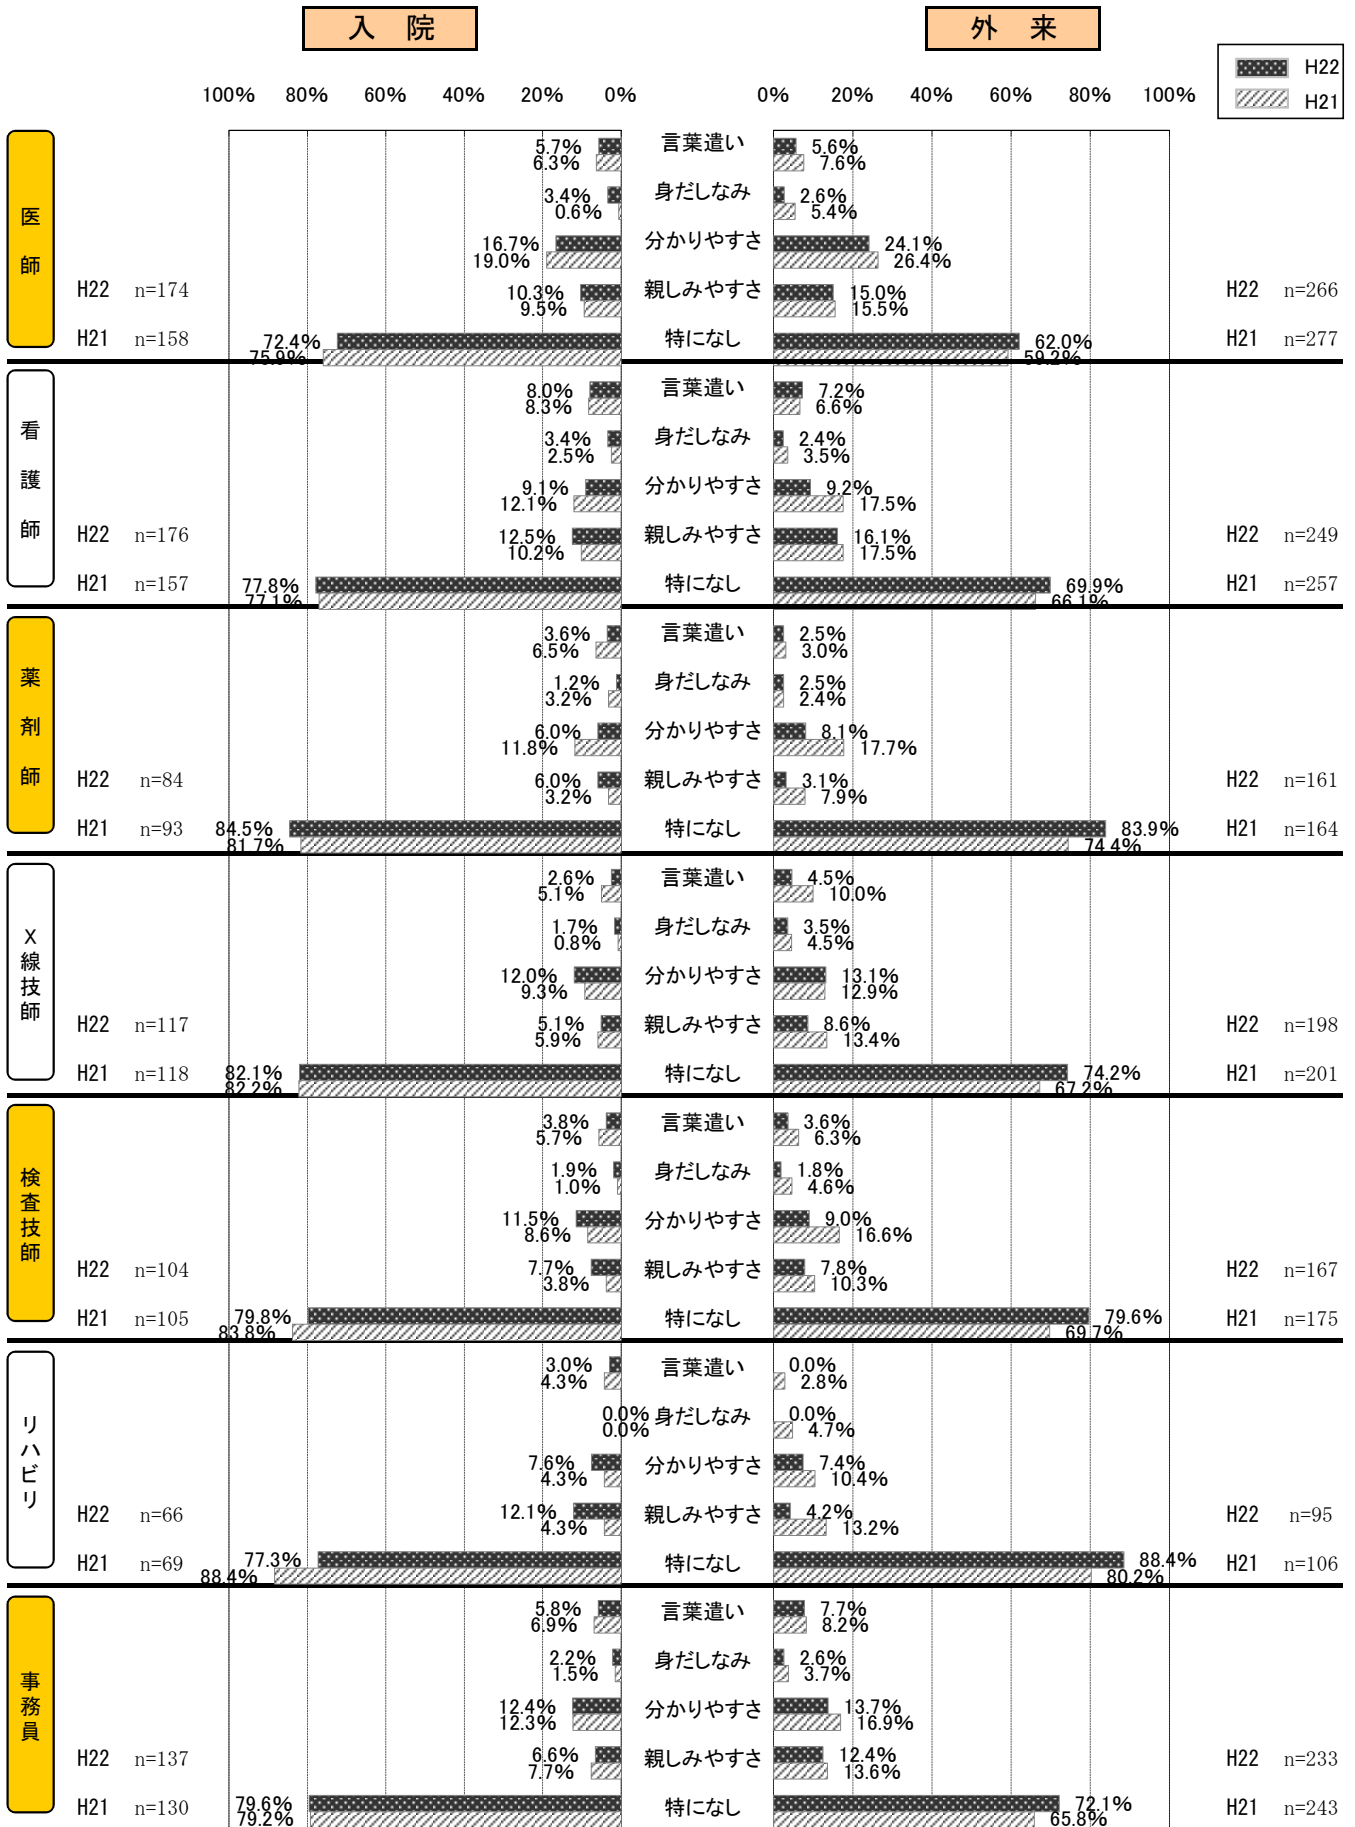 入 院
外 来
H22
H21
100% 80% 60% 40% 20% 0%
0% 20% 40% 60% 80% 100%
医師
5.7% 言葉遣い 5.6%
6.3% 7.6%
3.4% 身だしなみ 2.6%
0.6% 5.4%
16.7% 分かりやすさ 24.1%
19.0% 26.4%
H22 n=174 10.3% 親しみやすさ 15.0% H22 n=266
9.5% 15.5%
H21 n=158 72.4% 特になし 62.0% H21 n=277
75.9% 59.2%
看護師
8.0% 言葉遣い 7.2%
8.3% 6.6%
3.4% 身だしなみ 2.4%
2.5% 3.5%
9.1% 分かりやすさ 9.2%
12.1% 17.5%
H22 n=176 12.5% 親しみやすさ 16.1% H22 n=249
10.2% 17.5%
H21 n=157 77.8% 特になし 69.9% H21 n=257
77.1% 66.1%
薬剤師
3.6% 言葉遣い 2.5%
6.5% 3.0%
1.2% 身だしなみ 2.5%
3.2% 2.4%
6.0% 分かりやすさ 8.1%
11.8% 17.7%
H22 n=84 6.0% 親しみやすさ 3.1% H22 n=161
3.2% 7.9%
H21 n=93 84.5% 特になし 83.9% H21 n=164
81.7% 74.4%
X線技師
2.6% 言葉遣い 4.5%
5.1% 10.0%
1.7% 身だしなみ 3.5%
0.8% 4.5%
12.0% 分かりやすさ 13.1%
9.3% 12.9%
H22 n=117 5.1% 親しみやすさ 8.6% H22 n=198
5.9% 13.4%
H21 n=118 82.1% 特になし 74.2% H21 n=201
82.2% 67.2%
検査技師
3.8% 言葉遣い 3.6%
5.7% 6.3%
1.9% 身だしなみ 1.8%
1.0% 4.6%
11.5% 分かりやすさ 9.0%
8.6% 16.6%
H22 n=104 7.7% 親しみやすさ 7.8% H22 n=167
3.8% 10.3%
H21 n=105 79.8% 特になし 79.6% H21 n=175
83.8% 69.7%
リハビリ
3.0% 言葉遣い 0.0%
4.3% 2.8%
0.0% 身だしなみ 0.0%
0.0% 4.7%
7.6% 分かりやすさ 7.4%
4.3% 10.4%
H22 n=66 12.1% 親しみやすさ 4.2% H22 n=95
4.3% 13.2%
H21 n=69 77.3% 特になし 88.4% H21 n=106
88.4% 80.2%
事務員
5.8% 言葉遣い 7.7%
6.9% 8.2%
2.2% 身だしなみ 2.6%
1.5% 3.7%
12.4% 分かりやすさ 13.7%
12.3% 16.9%
H22 n=137 6.6% 親しみやすさ 12.4% H22 n=233
7.7% 13.6%
H21 n=130 79.6% 特になし 72.1% H21 n=243
79.2% 65.8%